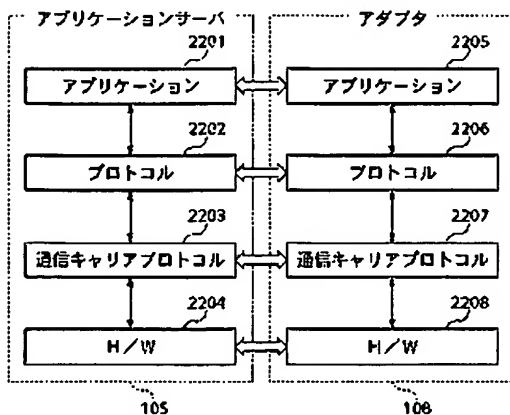 アプリケーションサーバ
アダプタ
2201
2205
アプリケーション
アプリケーション
2202
2206
プロトコル
プロトコル
2203
2207
通信キャリアプロトコル
通信キャリアプロトコル
2204
2208
H/W
H/W
105
108